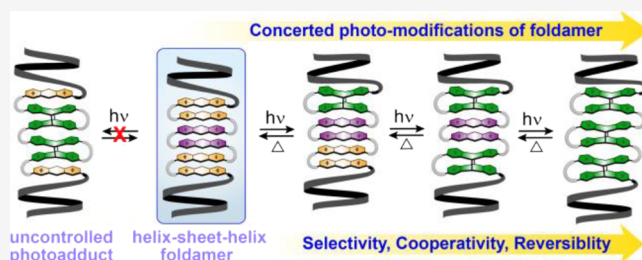 Concerted photo-modifications of foldamer
hν
X
hν
△
hν
△
hν
△
uncontrolled
photoadduct
helix-sheet-helix
foldamer
Selectivity, Cooperativity, Reversiblity